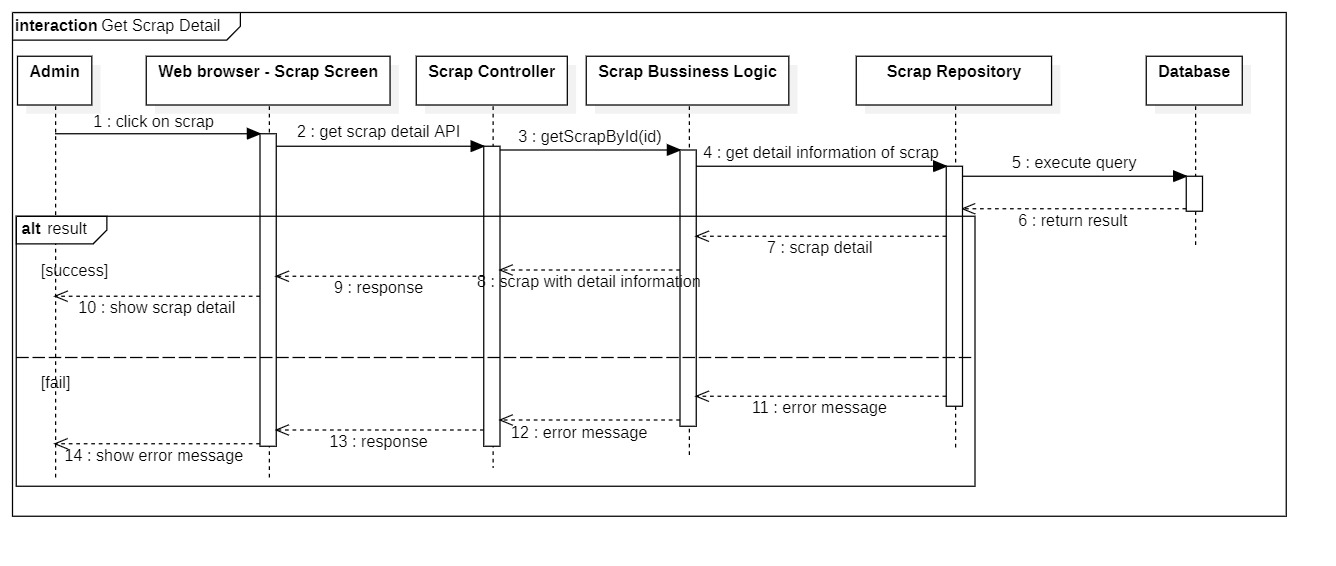 interaction Get Scrap Detail
Admin
Web browser - Scrap Screen
Scrap Controller
Scrap Bussiness Logic
Scrap Repository
Database
1 : click on scrap
2 : get scrap detail API
3 : getScrapById(id)
4 : get detail information of scrap
5 : execute query
6 : return result
alt result
7 : scrap detail
[success]
8 : scrap with detail information
9 : response
10 : show scrap detail
[fail]
11 : error message
12 : error message
13 : response
14 : show error message